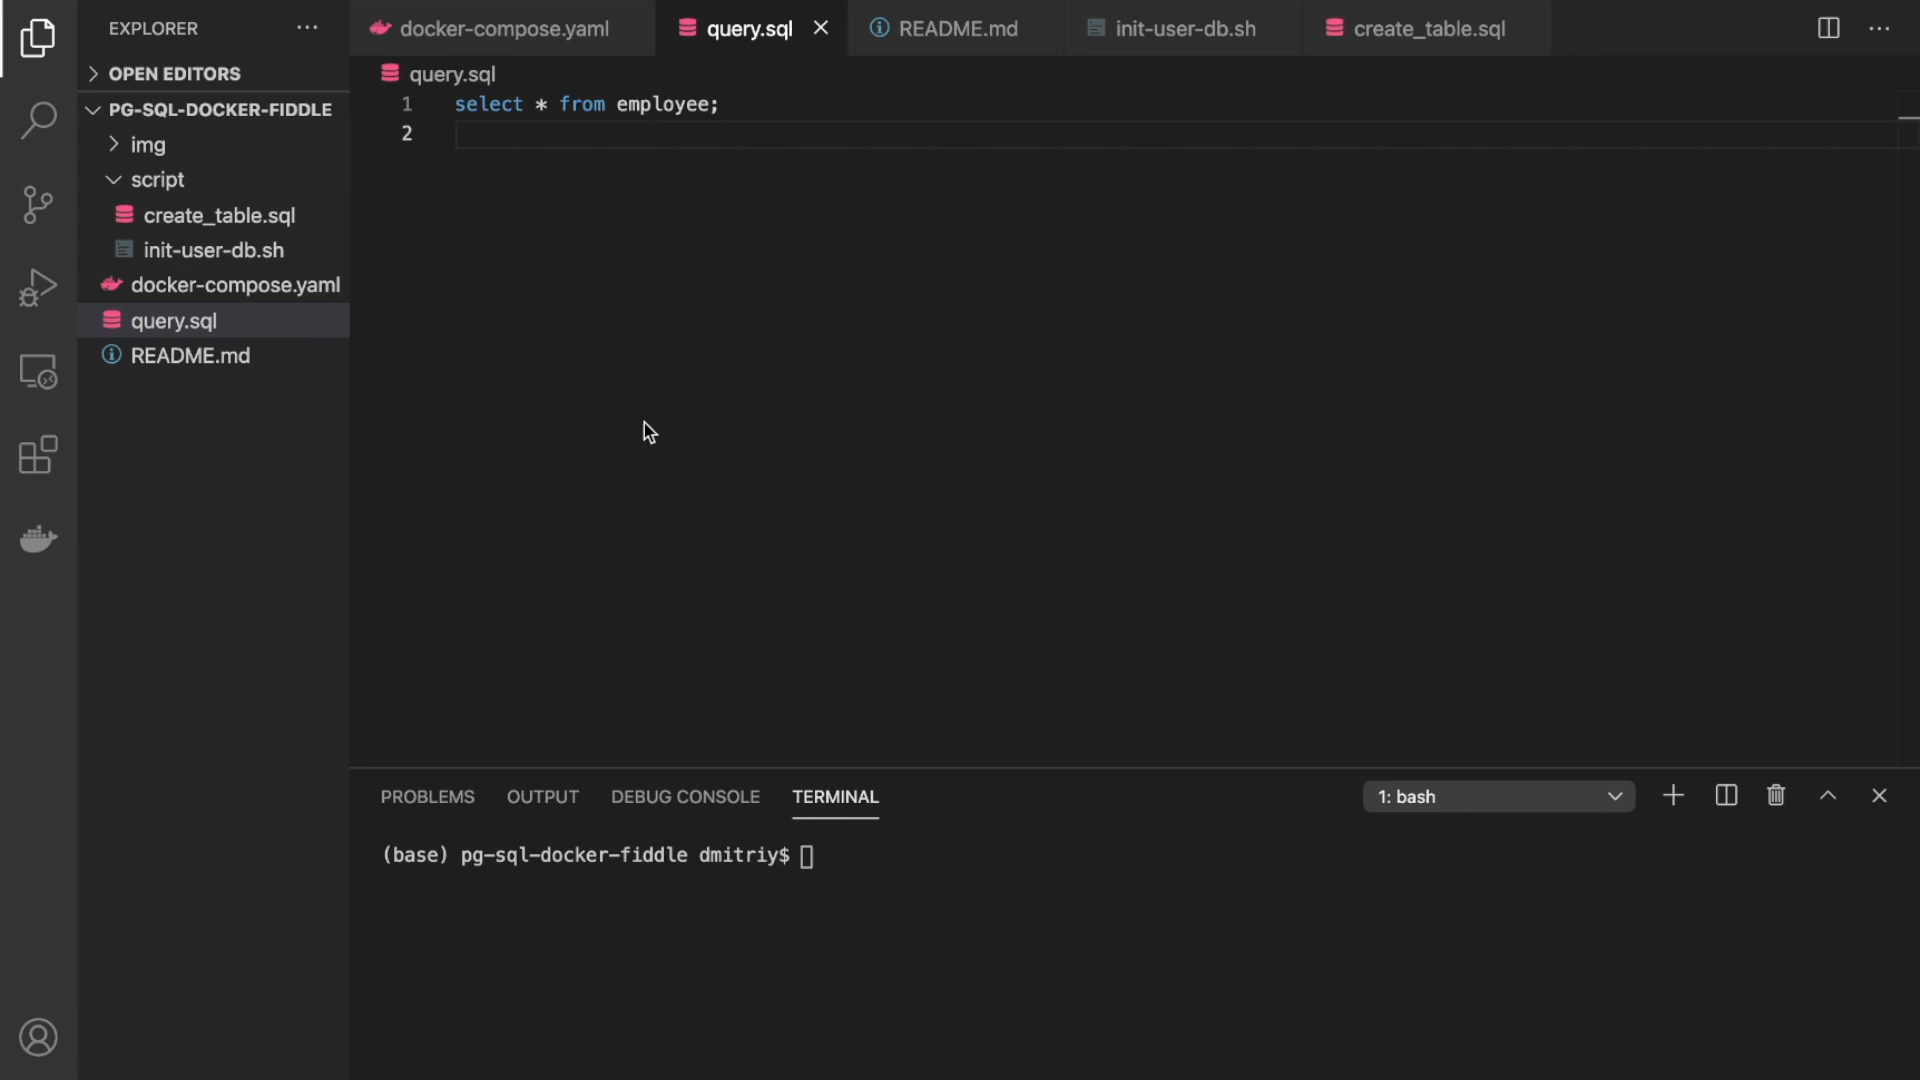 EXPLORER
OPEN EDITORS
PG-SQL-DOCKER-FIDDLE
img
script
create_table.sql
init-user-db.sh
docker-compose.yaml
query.sql
README.md
docker-compose.yaml
query.sql
README.md
init-user-db.sh
create_table.sql
query.sql
1 select * from employee;
2
PROBLEMS
OUTPUT
DEBUG CONSOLE
TERMINAL
1: bash
(base) pg-sql-docker-fiddle dmitriy$